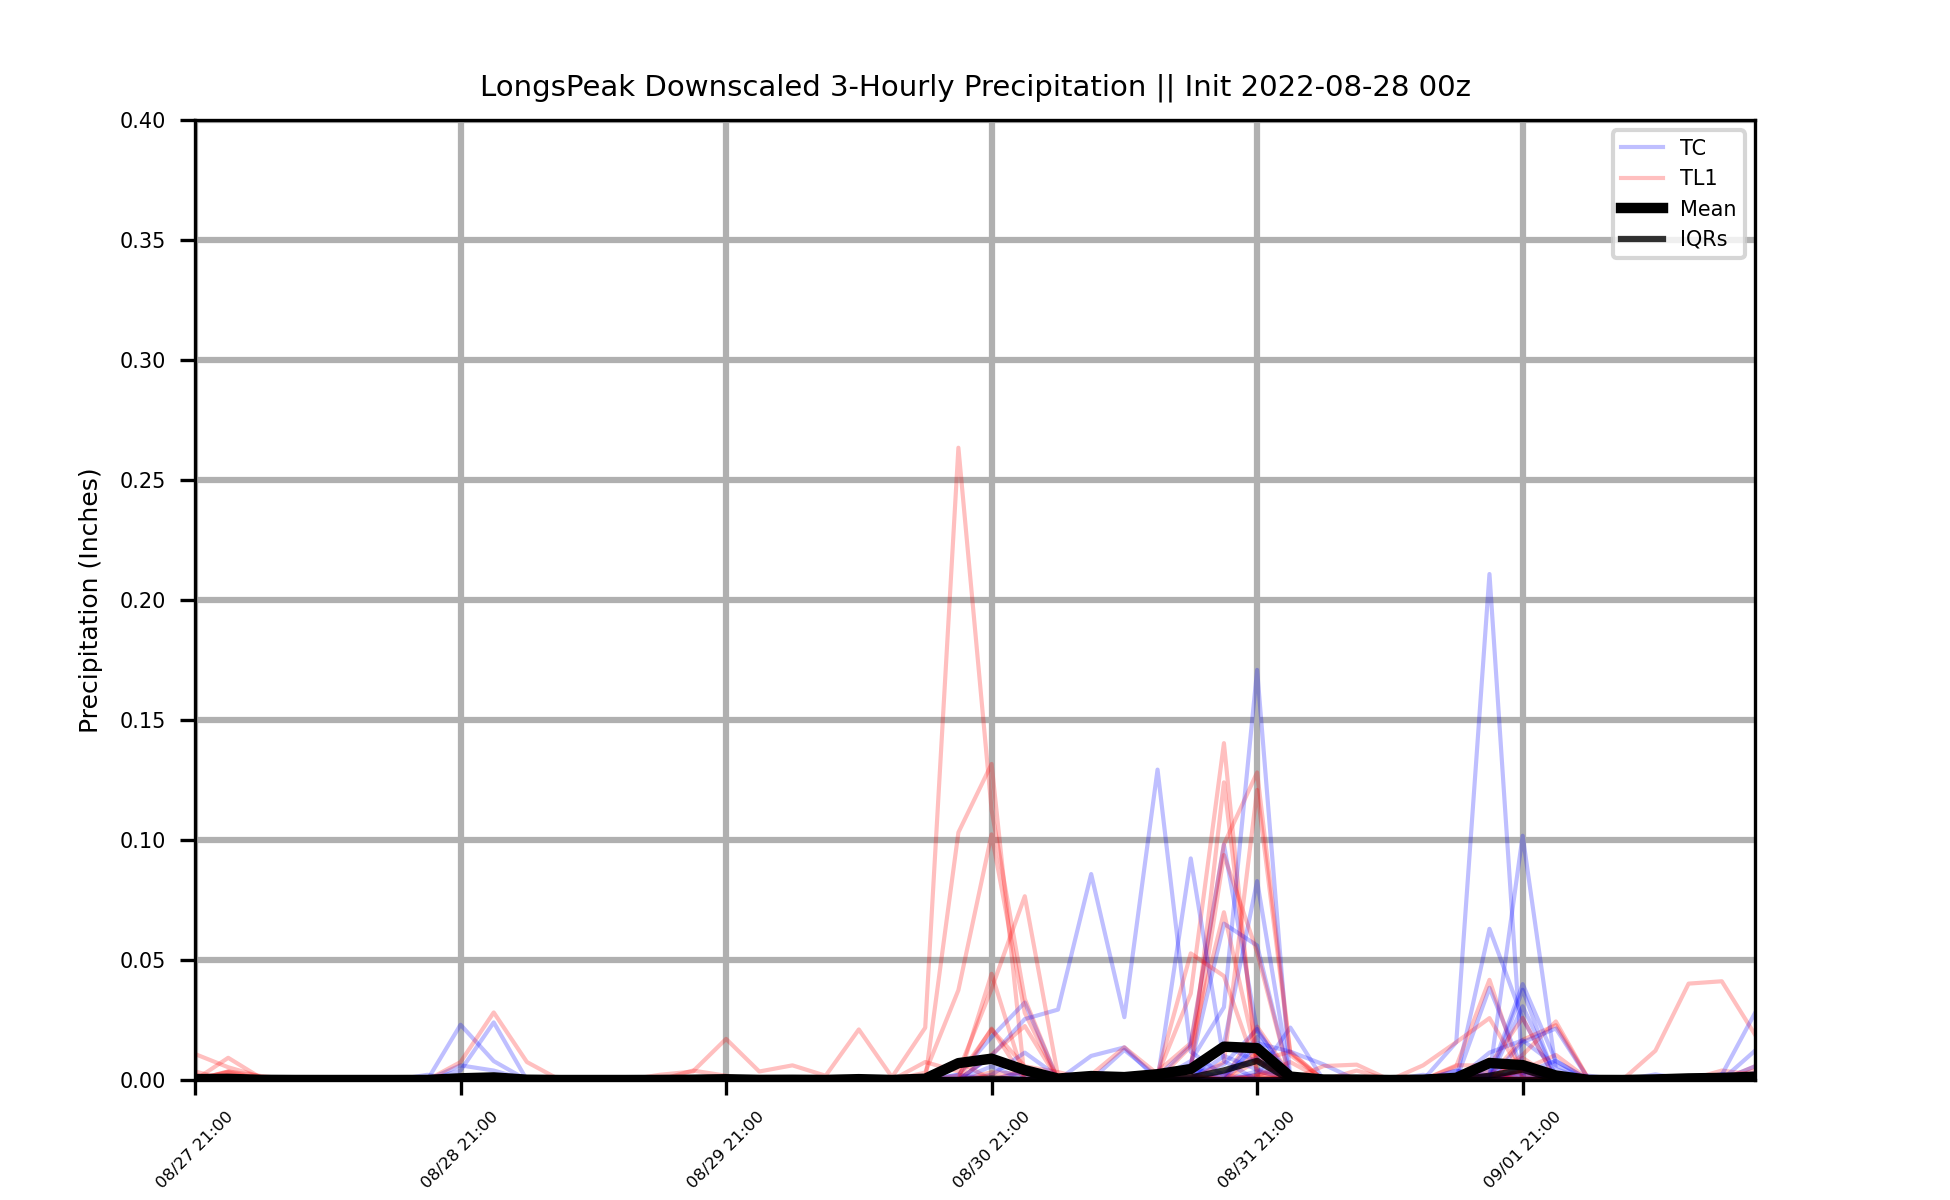 LongsPeak Downscaled 3-Hourly Precipitation || Init 2022-08-28 00z
TC
TL1
Mean
IQRs
Precipitation (Inches)
0.40
0.35
0.30
0.25
0.20
0.15
0.10
0.05
0.00
08/27 21:00
08/28 21:00
08/29 21:00
08/30 21:00
08/31 21:00
09/01 21:00